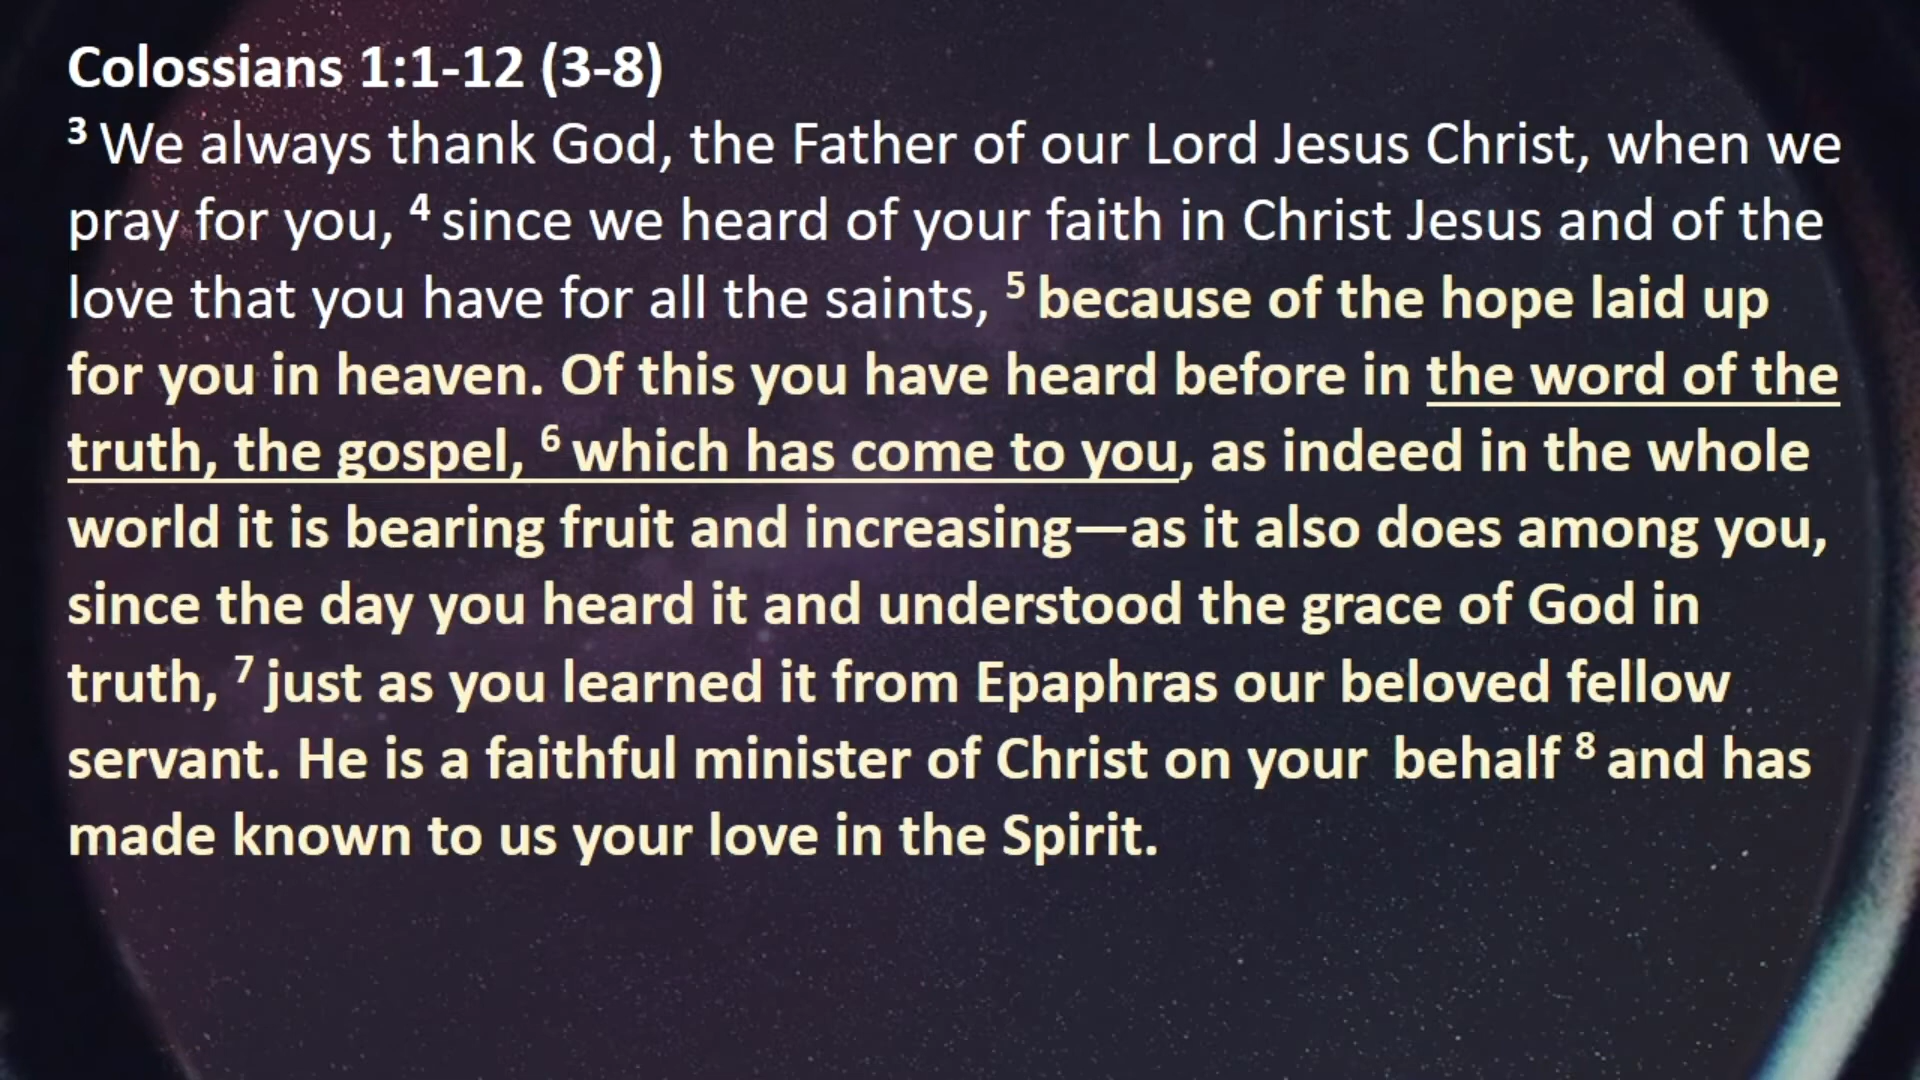 Colossians 1:1-12 (3-8)
³ We always thank God, the Father of our Lord Jesus Christ, when we
pray for you, ⁴ since we heard of your faith in Christ Jesus and of the
love that you have for all the saints, ⁵ because of the hope laid up
for you in heaven. Of this you have heard before in the word of the
truth, the gospel, ⁶ which has come to you, as indeed in the whole
world it is bearing fruit and increasing—as it also does among you,
since the day you heard it and understood the grace of God in
truth, ⁷ just as you learned it from Epaphras our beloved fellow
servant. He is a faithful minister of Christ on your behalf ⁸ and has
made known to us your love in the Spirit.